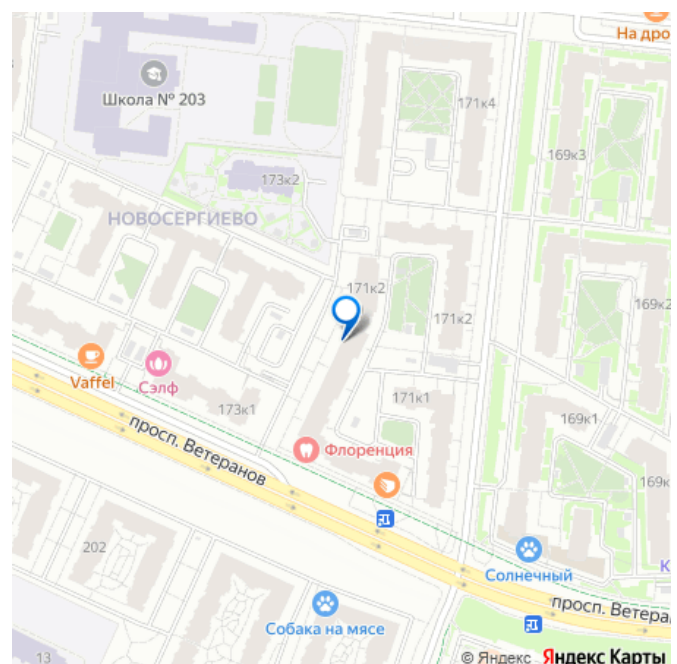 На дро
Школа № 203
171к4
169к3
173к2
НОВОСЕРГИЕВО
171к2
171к2
169к2
Vaffel
Сэлф
173к1
171к1
169к1
просп. Ветеранов
Флоренция
169к
202
Солнечный
К
просп. Ветера
Собака на мясе
13
© Яндекс Яндекс Карты